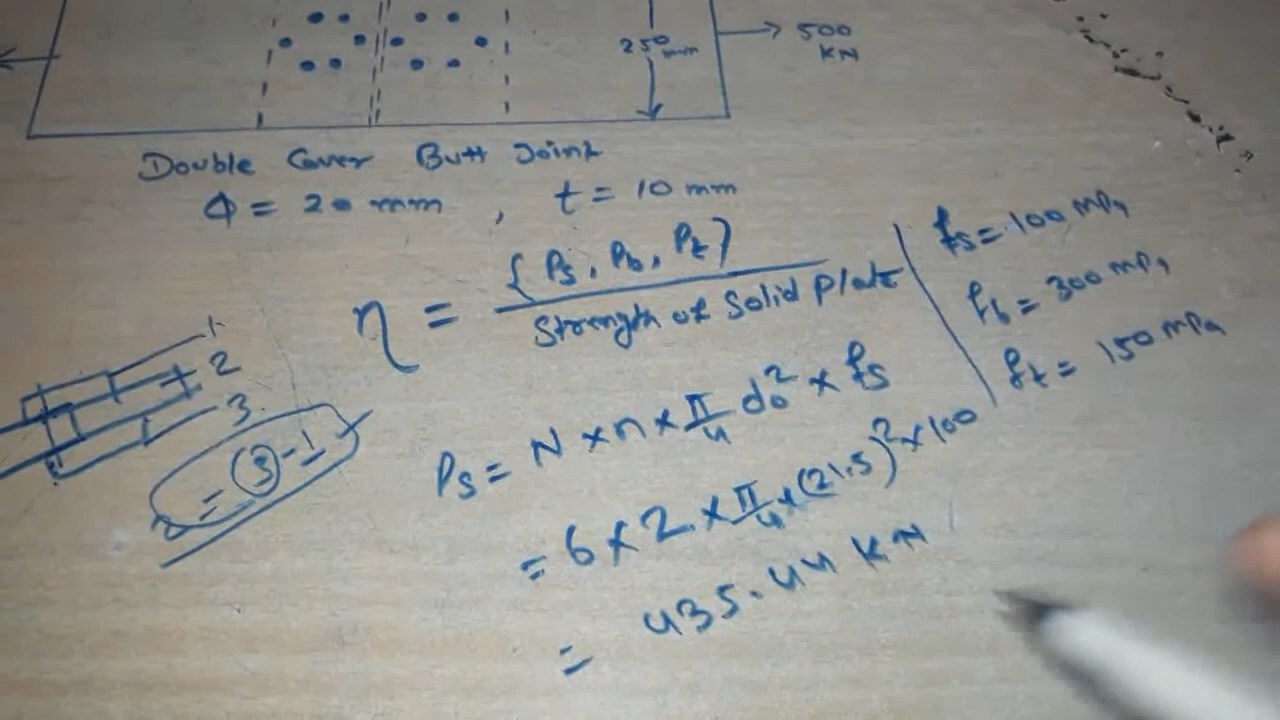 500 KN
250 mm
Double Cover Butt Joint
Φ = 20 mm , t = 10 mm
η = {Ps, Pb, Pt} / Strength of Solid Plate
fs = 100 MPa
fb = 300 MPa
ft = 150 MPa
1
2
3
n = 3 - 1
Ps = N × n × π/4 do² × fs
= 6 × 2 × π/4 × (21.5)² × 100
= 435.44 KN